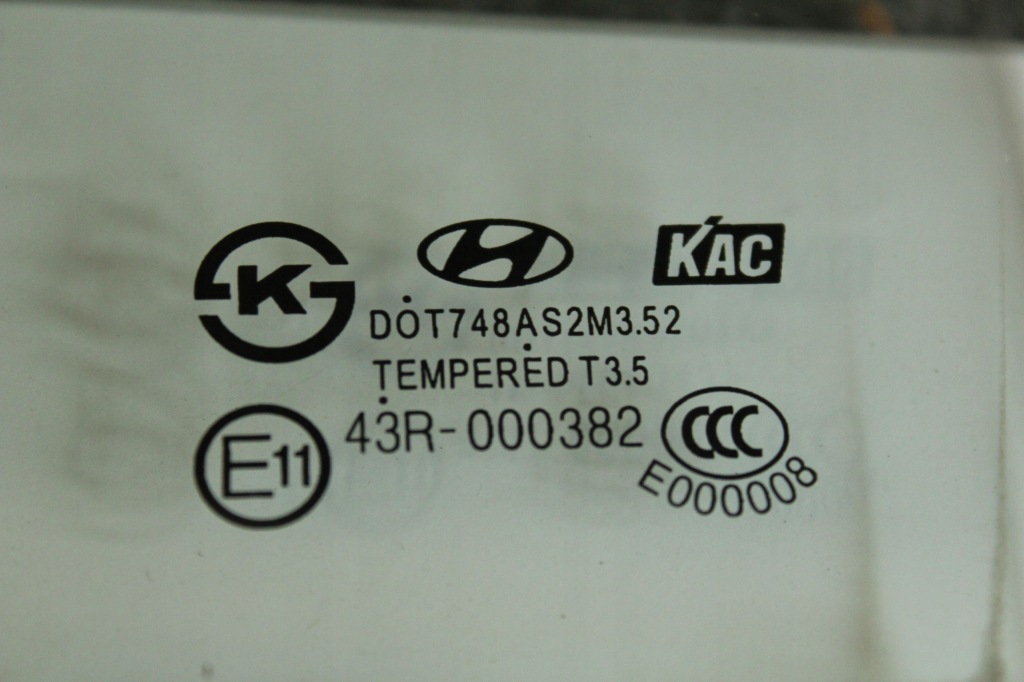 K
H
KAC
DOT748AS2M3.52
TEMPERED T3.5
43R-000382
E11
CCC
E000008